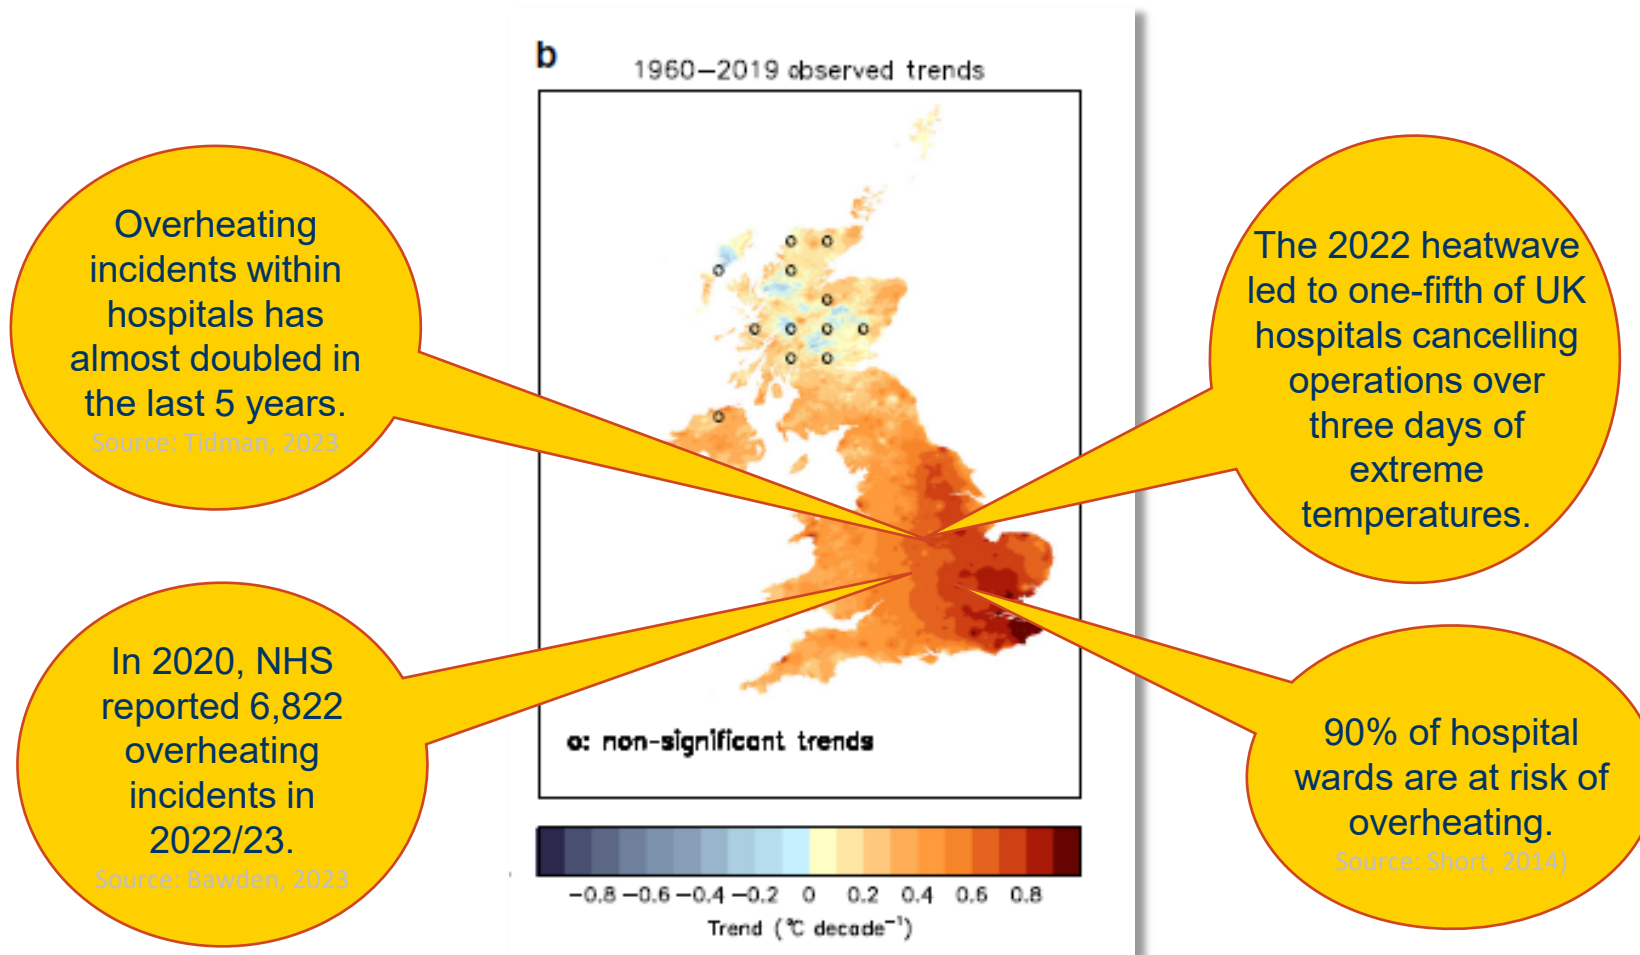 b
1960–2019 observed trends
Overheating
incidents within
hospitals has
almost doubled in
the last 5 years.
Source: Tidman, 2023
The 2022 heatwave
led to one-fifth of UK
hospitals cancelling
operations over
three days of
extreme
temperatures.
In 2020, NHS
reported 6,822
overheating
incidents in
2022/23.
Source: Bawden, 2023
90% of hospital
wards are at risk of
overheating.
Source: Short, 2014)
o: non-significant trends
−0.8 −0.6 −0.4 −0.2 0 0.2 0.4 0.6 0.8
Trend (℃ decade⁻¹)